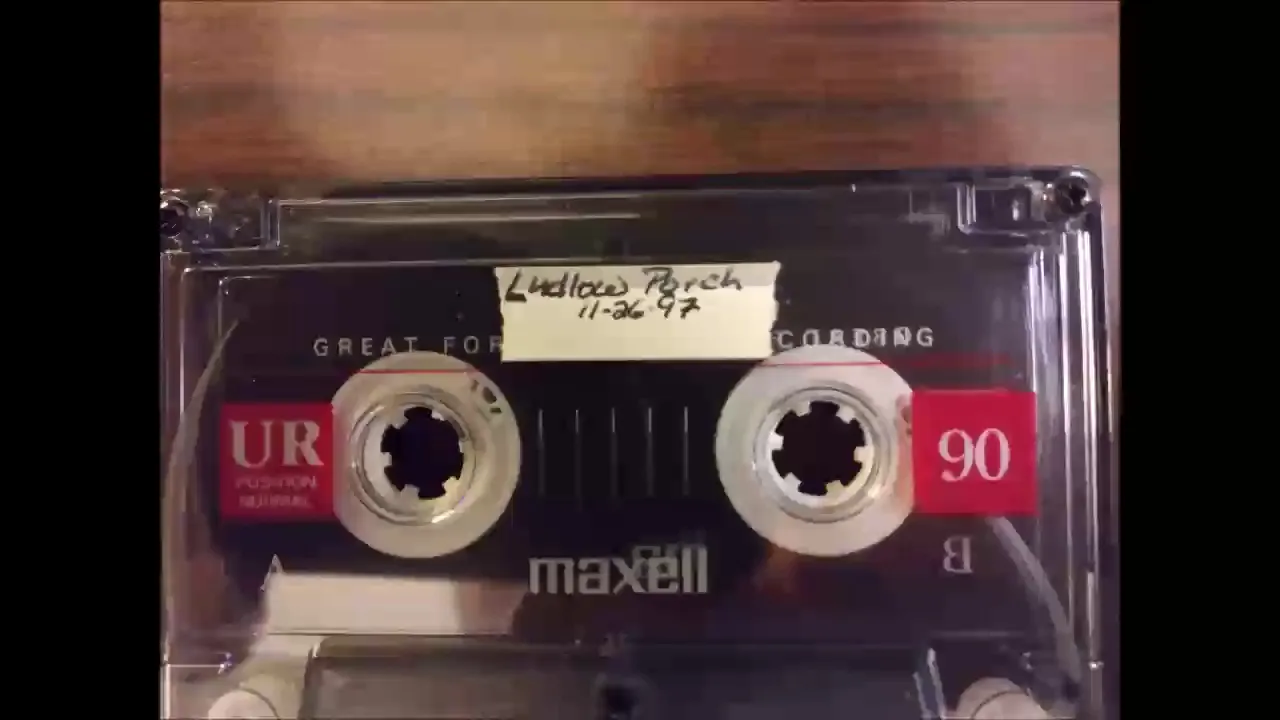 Ludlow Porch
11-26-97
GREAT FOR
CORDING
UR
POSITION
NORMAL
90
maxell
B